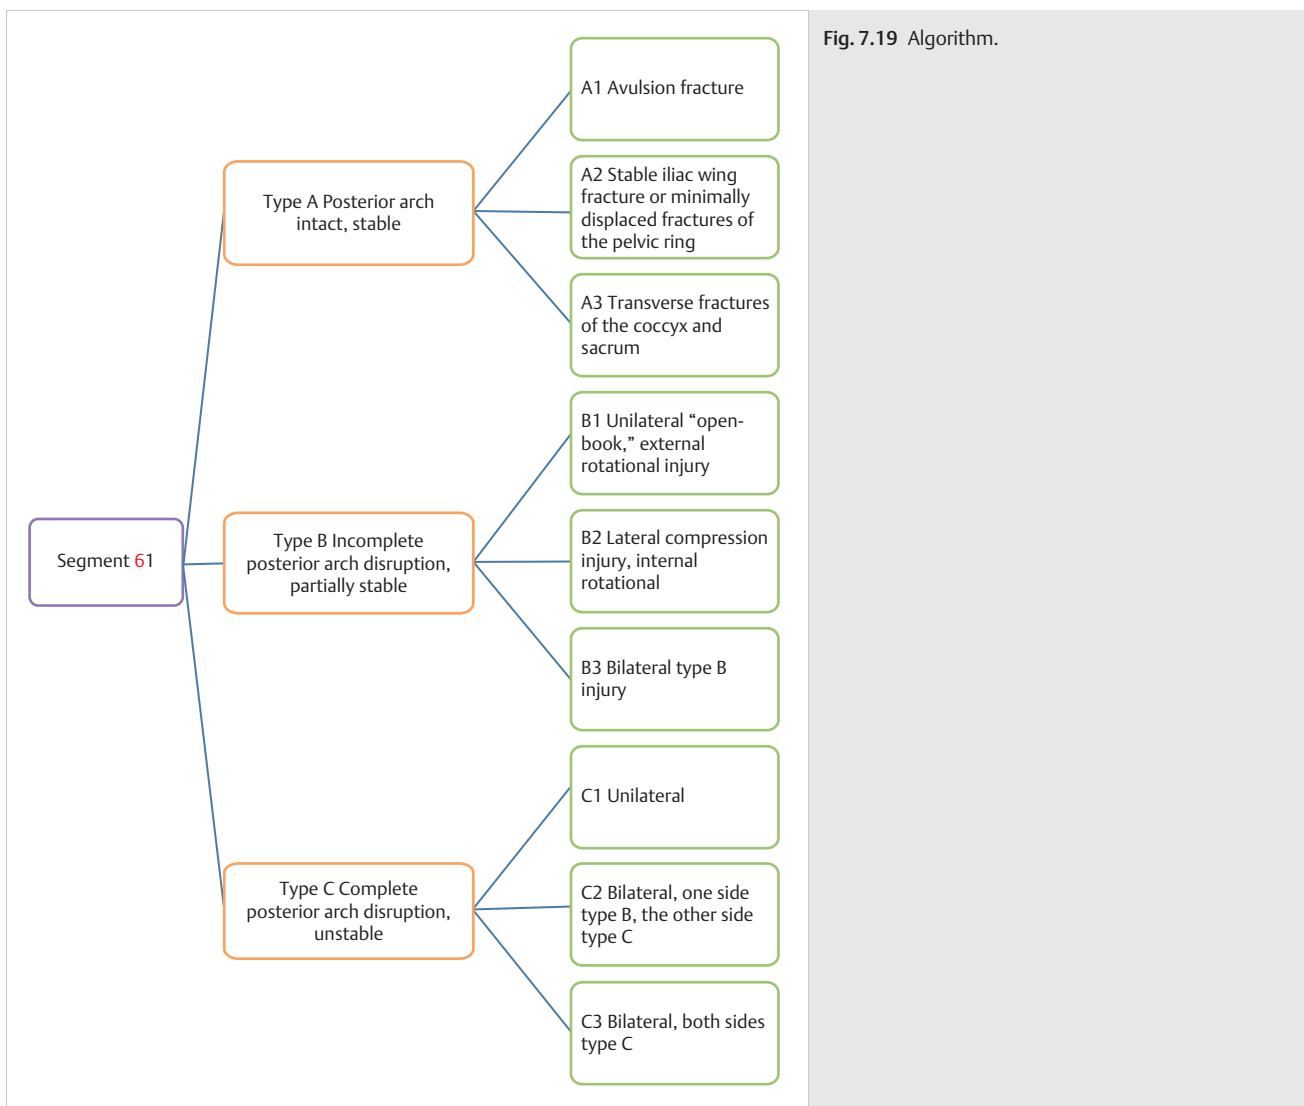 Fig. 7.19 Algorithm.
Segment 61
Type A Posterior arch
intact, stable
A1 Avulsion fracture
A2 Stable iliac wing
fracture or minimally
displaced fractures of
the pelvic ring
A3 Transverse fractures
of the coccyx and
sacrum
Type B Incomplete
posterior arch disruption,
partially stable
B1 Unilateral “open-
book,” external
rotational injury
B2 Lateral compression
injury, internal
rotational
B3 Bilateral type B
injury
Type C Complete
posterior arch disruption,
unstable
C1 Unilateral
C2 Bilateral, one side
type B, the other side
type C
C3 Bilateral, both sides
type C